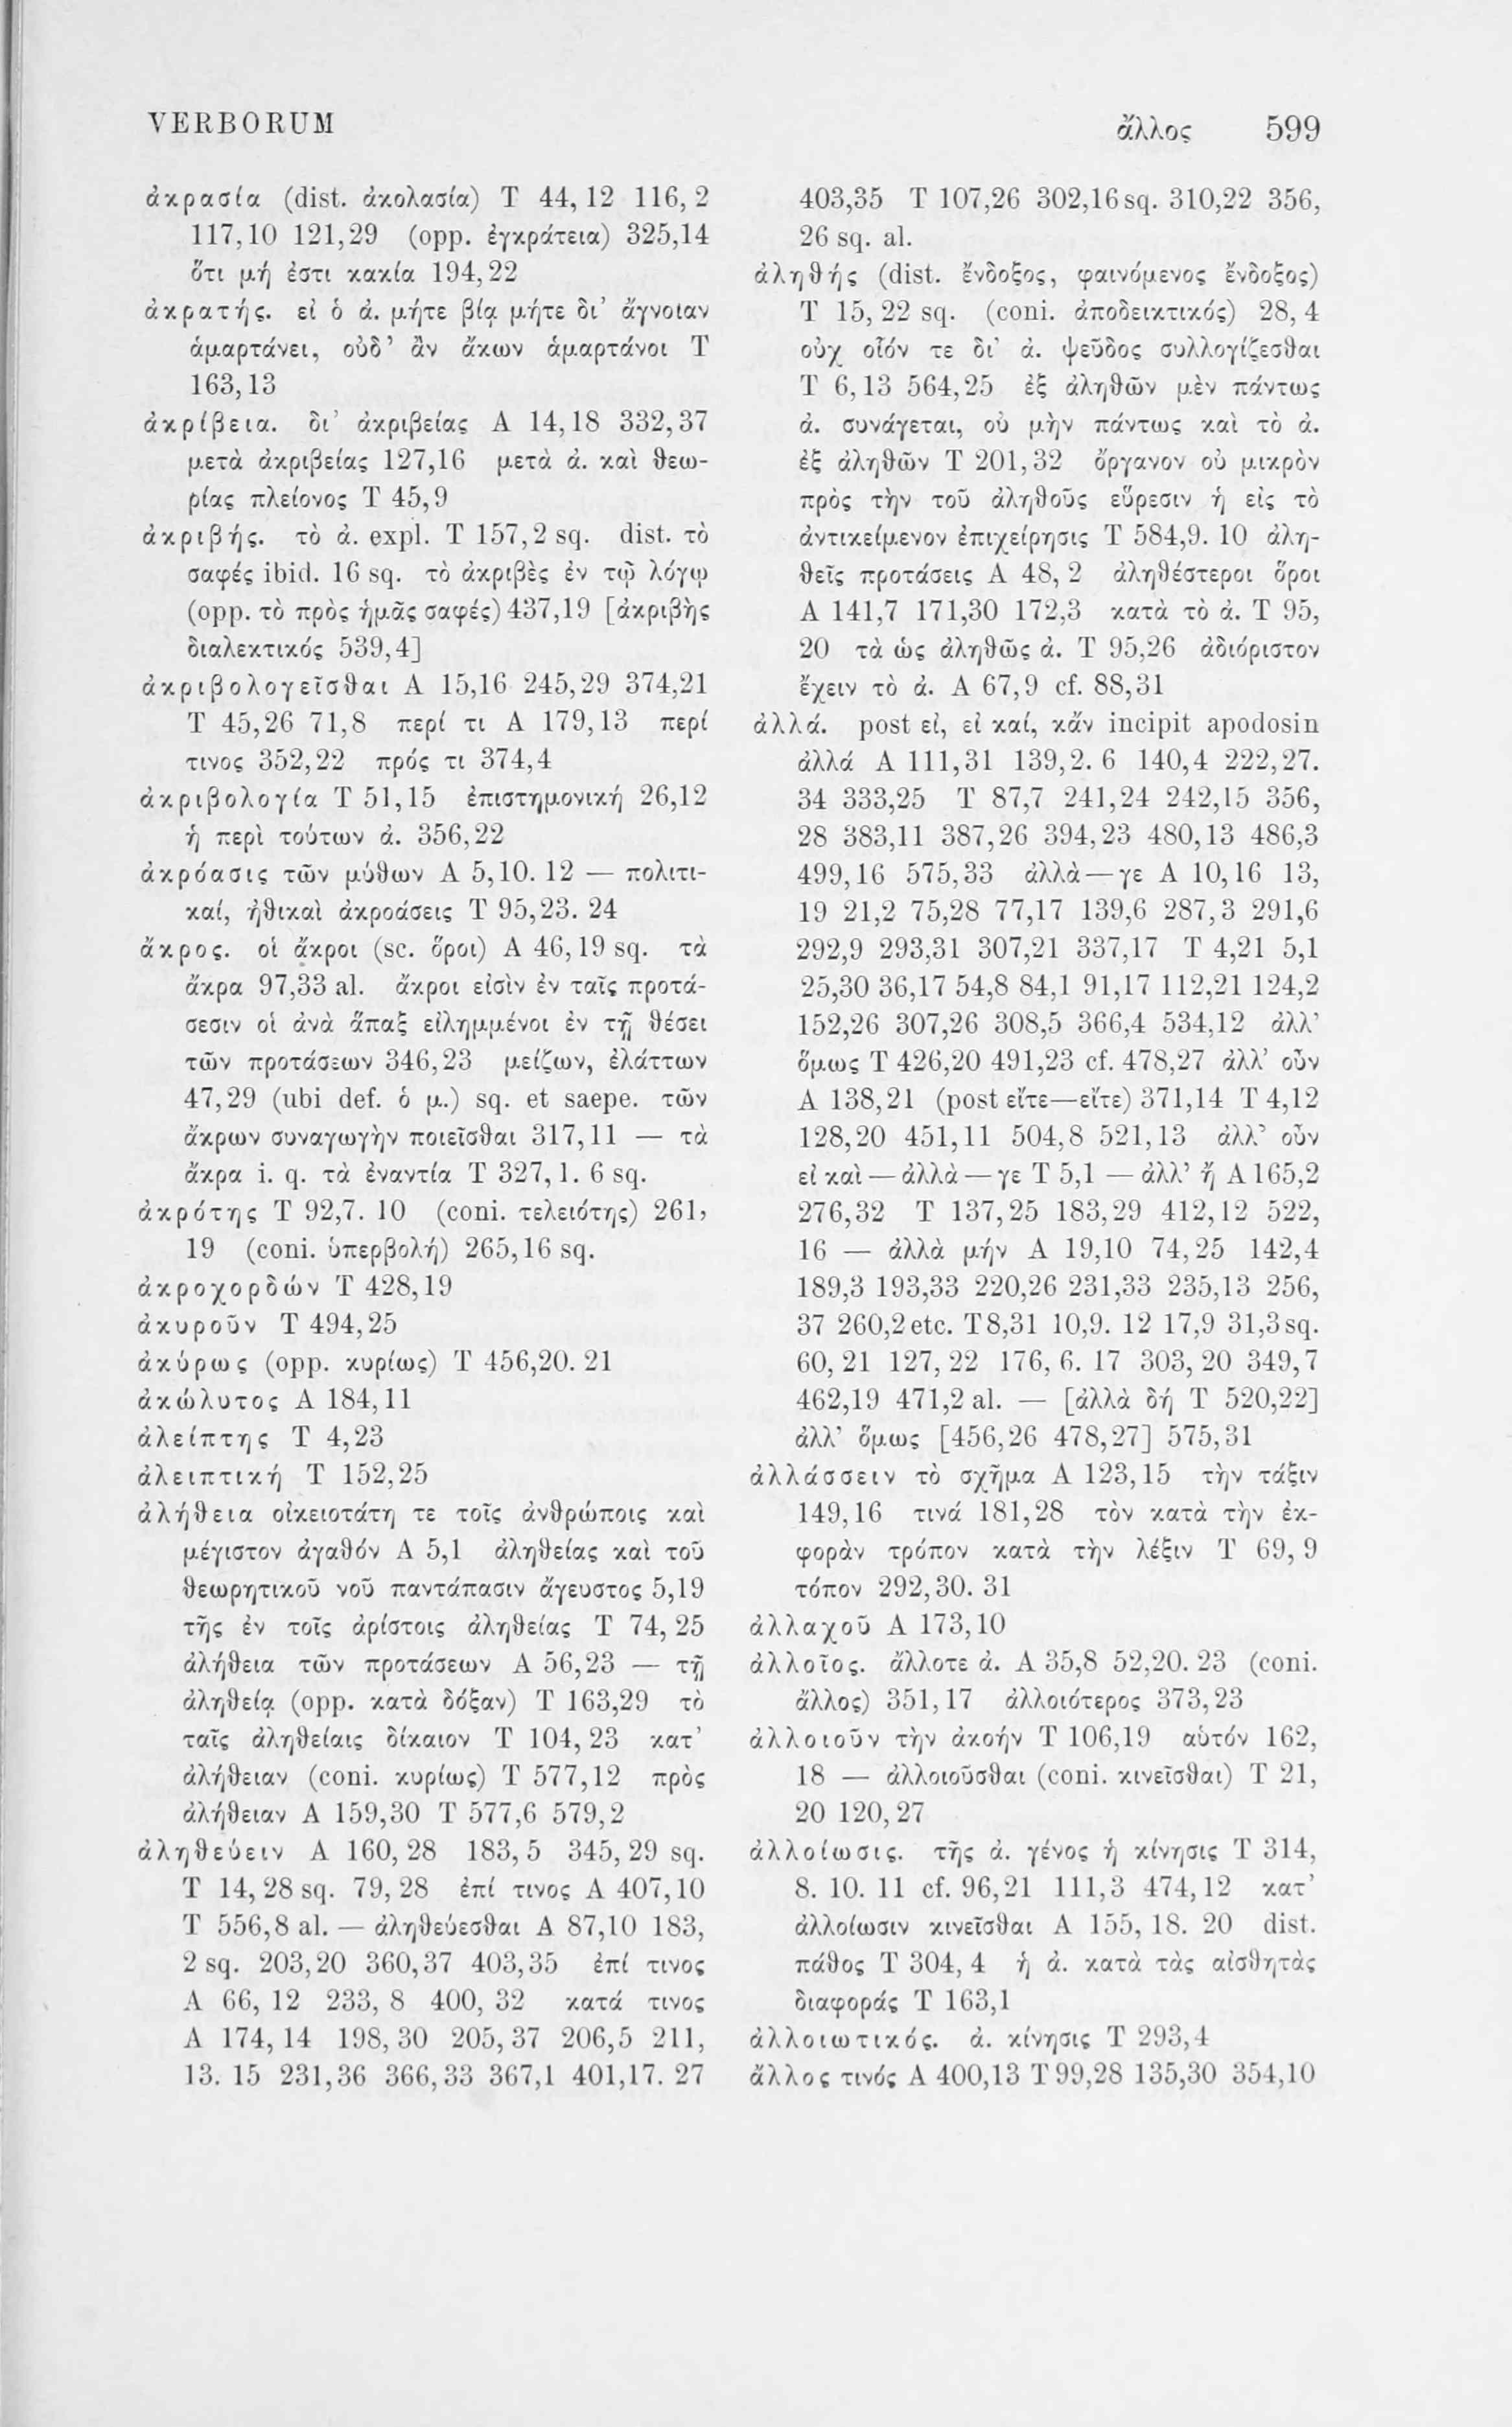 VERBORUM ἄλλος 599
ἀκρασία (dist. ἀκολασία) T 44, 12 116, 2
117,10 121,29 (opp. ἐγκράτεια) 325,14
ὅτι μή ἐστι κακία 194,22
ἀκρατής. εἰ ὁ ἀ. μήτε βίᾳ μήτε δι’ ἄγνοιαν
ἁμαρτάνει, οὐδ’ ἂν ἄκων ἁμαρτάνοι T
163,13
ἀκρίβεια. δι’ ἀκριβείας A 14,18 332,37
μετὰ ἀκριβείας 127,16 μετὰ ἀ. καὶ θεω-
ρίας πλείονος T 45,9
ἀκριβής. τὸ ἀ. expl. T 157,2 sq. dist. τὸ
σαφές ibid. 16 sq. τὸ ἀκριβὲς ἐν τῷ λόγῳ
(opp. τὸ πρὸς ἡμᾶς σαφές) 437,19 [ἀκριβὴς
διαλεκτικός 539,4]
ἀκριβολογεῖσθαι A 15,16 245,29 374,21
T 45,26 71,8 περί τι A 179,13 περί
τινος 352,22 πρός τι 374,4
ἀκριβολογία T 51,15 ἐπιστημονική 26,12
ἡ περὶ τούτων ἀ. 356,22
ἀκρόασις τῶν μύθων A 5,10. 12 — πολιτι-
καί, ἠθικαὶ ἀκροάσεις T 95,23. 24
ἄκρος. οἱ ἄκροι (sc. ὅροι) A 46,19 sq. τὰ
ἄκρα 97,33 al. ἄκροι εἰσὶν ἐν ταῖς προτά-
σεσιν οἱ ἀνὰ ἅπαξ εἰλημμένοι ἐν τῇ θέσει
τῶν προτάσεων 346,23 μείζων, ἐλάττων
47,29 (ubi def. ὁ μ.) sq. et saepe. τῶν
ἄκρων συναγωγὴν ποιεῖσθαι 317,11 — τὰ
ἄκρα i. q. τὰ ἐναντία T 327,1. 6 sq.
ἀκρότης T 92,7. 10 (coni. τελειότης) 261,
19 (coni. ὑπερβολή) 265,16 sq.
ἀκροχορδών T 428,19
ἀκυροῦν T 494,25
ἀκύρως (opp. κυρίως) T 456,20. 21
ἀκώλυτος A 184,11
ἀλείπτης T 4,23
ἀλειπτική T 152,25
ἀλήθεια οἰκειοτάτη τε τοῖς ἀνθρώποις καὶ
μέγιστον ἀγαθόν A 5,1 ἀληθείας καὶ τοῦ
θεωρητικοῦ νοῦ παντάπασιν ἄγευστος 5,19
τῆς ἐν τοῖς ἀρίστοις ἀληθείας T 74, 25
ἀλήθεια τῶν προτάσεων A 56,23 — τῇ
ἀληθείᾳ (opp. κατὰ δόξαν) T 163,29 τὸ
ταῖς ἀληθείαις δίκαιον T 104, 23 κατ’
ἀλήθειαν (coni. κυρίως) T 577,12 πρὸς
ἀλήθειαν A 159,30 T 577,6 579,2
ἀληθεύειν A 160, 28 183, 5 345, 29 sq.
T 14, 28 sq. 79, 28 ἐπί τινος A 407,10
T 556,8 al. — ἀληθεύεσθαι A 87,10 183,
2 sq. 203,20 360,37 403,35 ἐπί τινος
A 66, 12 233, 8 400, 32 κατά τινος
A 174, 14 198, 30 205, 37 206,5 211,
13. 15 231,36 366,33 367,1 401,17. 27
403,35 T 107,26 302,16 sq. 310,22 356,
26 sq. al.
ἀληθής (dist. ἔνδοξος, φαινόμενος ἔνδοξος)
T 15, 22 sq. (coni. ἀποδεικτικός) 28, 4
οὐχ οἷόν τε δι’ ἀ. ψεῦδος συλλογίζεσθαι
T 6,13 564,25 ἐξ ἀληθῶν μὲν πάντως
ἀ. συνάγεται, οὐ μὴν πάντως καὶ τὸ ἀ.
ἐξ ἀληθῶν T 201,32 ὄργανον οὐ μικρὸν
πρὸς τὴν τοῦ ἀληθοῦς εὕρεσιν ἡ εἰς τὸ
ἀντικείμενον ἐπιχείρησις T 584,9. 10 ἀλη-
θεῖς προτάσεις A 48, 2 ἀληθέστεροι ὅροι
A 141,7 171,30 172,3 κατὰ τὸ ἀ. T 95,
20 τὰ ὡς ἀληθῶς ἀ. T 95,26 ἀδιόριστον
ἔχειν τὸ ἀ. A 67,9 cf. 88,31
ἀλλά. post εἰ, εἰ καί, κἄν incipit apodosin
ἀλλά A 111,31 139,2. 6 140,4 222,27.
34 333,25 T 87,7 241,24 242,15 356,
28 383,11 387,26 394,23 480,13 486,3
499,16 575,33 ἀλλὰ—γε A 10,16 13,
19 21,2 75,28 77,17 139,6 287,3 291,6
292,9 293,31 307,21 337,17 T 4,21 5,1
25,30 36,17 54,8 84,1 91,17 112,21 124,2
152,26 307,26 308,5 366,4 534,12 ἀλλ’
ὅμως T 426,20 491,23 cf. 478,27 ἀλλ’ οὖν
A 138,21 (post εἴτε—εἴτε) 371,14 T 4,12
128,20 451,11 504,8 521,13 ἀλλ’ οὖν
εἰ καὶ—ἀλλὰ—γε T 5,1 — ἀλλ’ ἤ A 165,2
276,32 T 137,25 183,29 412,12 522,
16 — ἀλλὰ μήν A 19,10 74,25 142,4
189,3 193,33 220,26 231,33 235,13 256,
37 260,2 etc. T 8,31 10,9. 12 17,9 31,3 sq.
60, 21 127, 22 176, 6. 17 303, 20 349, 7
462,19 471,2 al. — [ἀλλὰ δή T 520,22]
ἀλλ’ ὅμως [456,26 478,27] 575,31
ἀλλάσσειν τὸ σχῆμα A 123,15 τὴν τάξιν
149,16 τινά 181,28 τὸν κατὰ τὴν ἐκ-
φορὰν τρόπον κατὰ τὴν λέξιν T 69, 9
τόπον 292,30. 31
ἀλλαχοῦ A 173,10
ἀλλοῖος. ἄλλοτε ἀ. A 35,8 52,20. 23 (coni.
ἄλλος) 351,17 ἀλλοιότερος 373,23
ἀλλοιοῦν τὴν ἀκοήν T 106,19 αὑτόν 162,
18 — ἀλλοιοῦσθαι (coni. κινεῖσθαι) T 21,
20 120,27
ἀλλοίωσις. τῆς ἀ. γένος ἡ κίνησις T 314,
8. 10. 11 cf. 96,21 111,3 474,12 κατ’
ἀλλοίωσιν κινεῖσθαι A 155, 18. 20 dist.
πάθος T 304, 4 ἡ ἀ. κατὰ τὰς αἰσθητὰς
διαφοράς T 163,1
ἀλλοιωτικός. ἀ. κίνησις T 293,4
ἄλλος τινός A 400,13 T 99,28 135,30 354,10